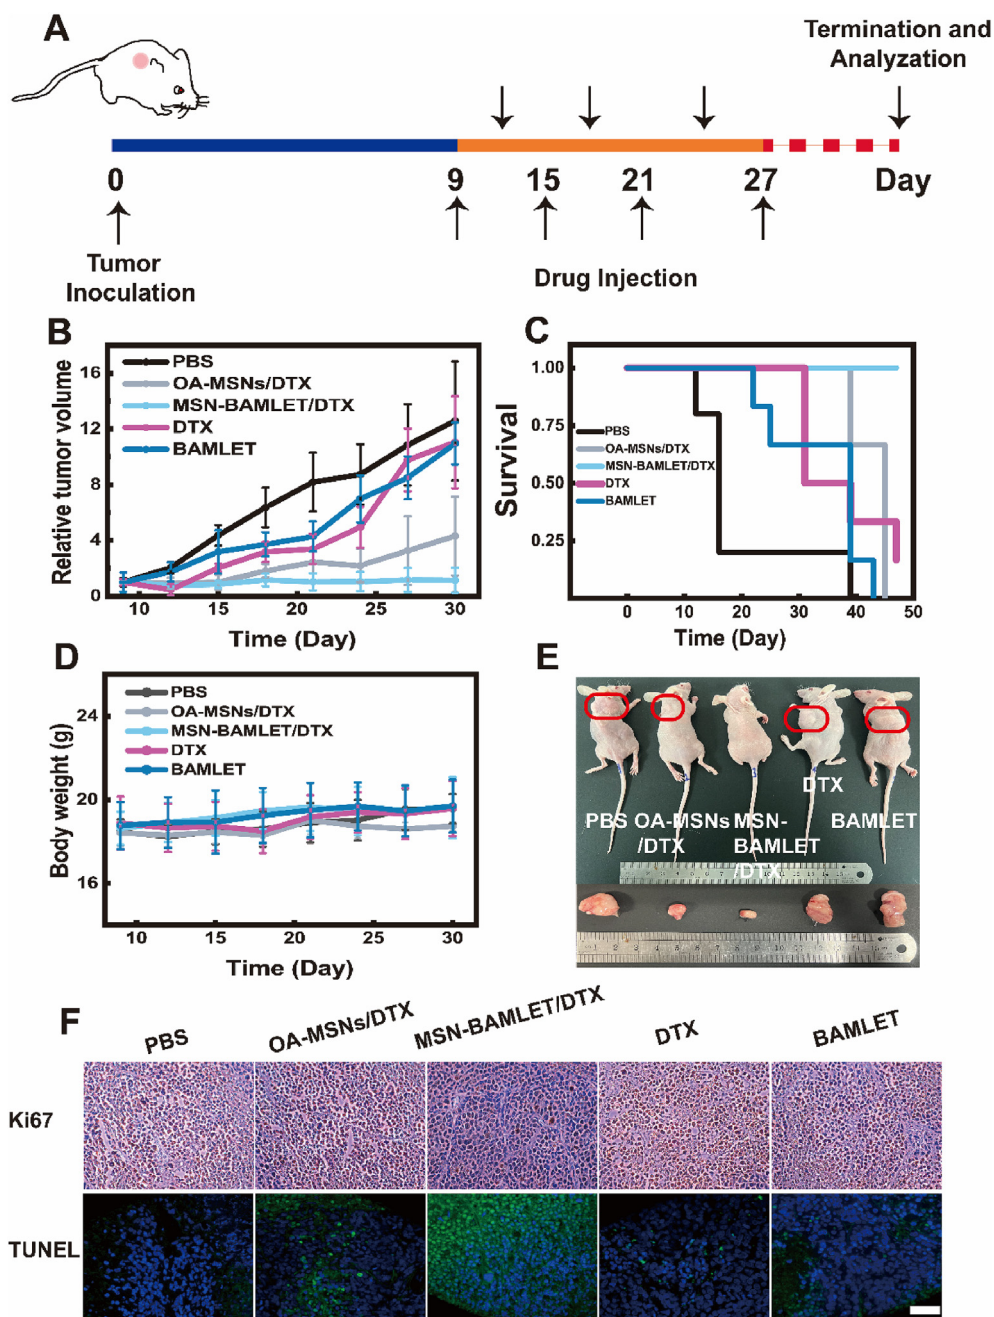 A
Termination and
Analyzation
0
9
15
21
27
Day
Tumor
Inoculation
Drug Injection
B
PBS
OA-MSNs/DTX
MSN-BAMLET/DTX
DTX
BAMLET
Relative tumor volume
16
12
8
4
0
10
15
20
25
30
Time (Day)
C
1.00
0.75
0.50
0.25
Survival
PBS
OA-MSNs/DTX
MSN-BAMLET/DTX
DTX
BAMLET
0
10
20
30
40
50
Time (Day)
D
PBS
OA-MSNs/DTX
MSN-BAMLET/DTX
DTX
BAMLET
Body weight (g)
24
20
16
10
15
20
25
30
Time (Day)
E
DTX
PBS
OA-MSNs
/DTX
MSN-
BAMLET
/DTX
BAMLET
F
PBS
OA-MSNs/DTX
MSN-BAMLET/DTX
DTX
BAMLET
Ki67
TUNEL